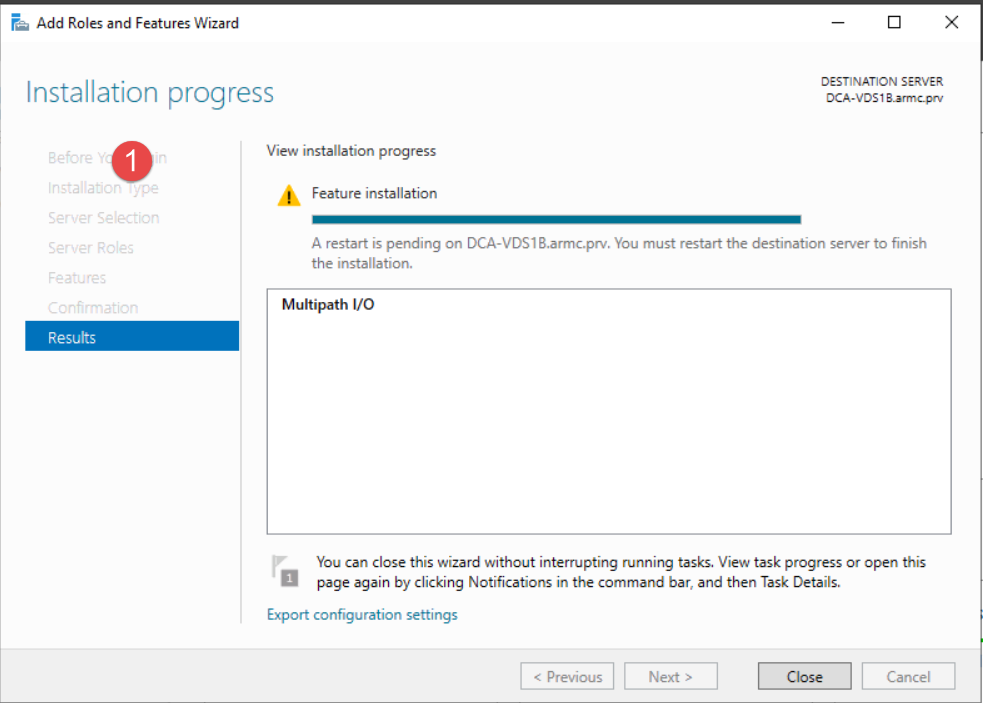 Add Roles and Features Wizard
Installation progress
DESTINATION SERVER
DCA-VDS1B.armc.prv
Before Yo in
1
Installation Type
Server Selection
Server Roles
Features
Confirmation
Results
View installation progress
Feature installation
A restart is pending on DCA-VDS1B.armc.prv. You must restart the destination server to finish
the installation.
Multipath I/O
1
You can close this wizard without interrupting running tasks. View task progress or open this
page again by clicking Notifications in the command bar, and then Task Details.
Export configuration settings
< Previous
Next >
Close
Cancel